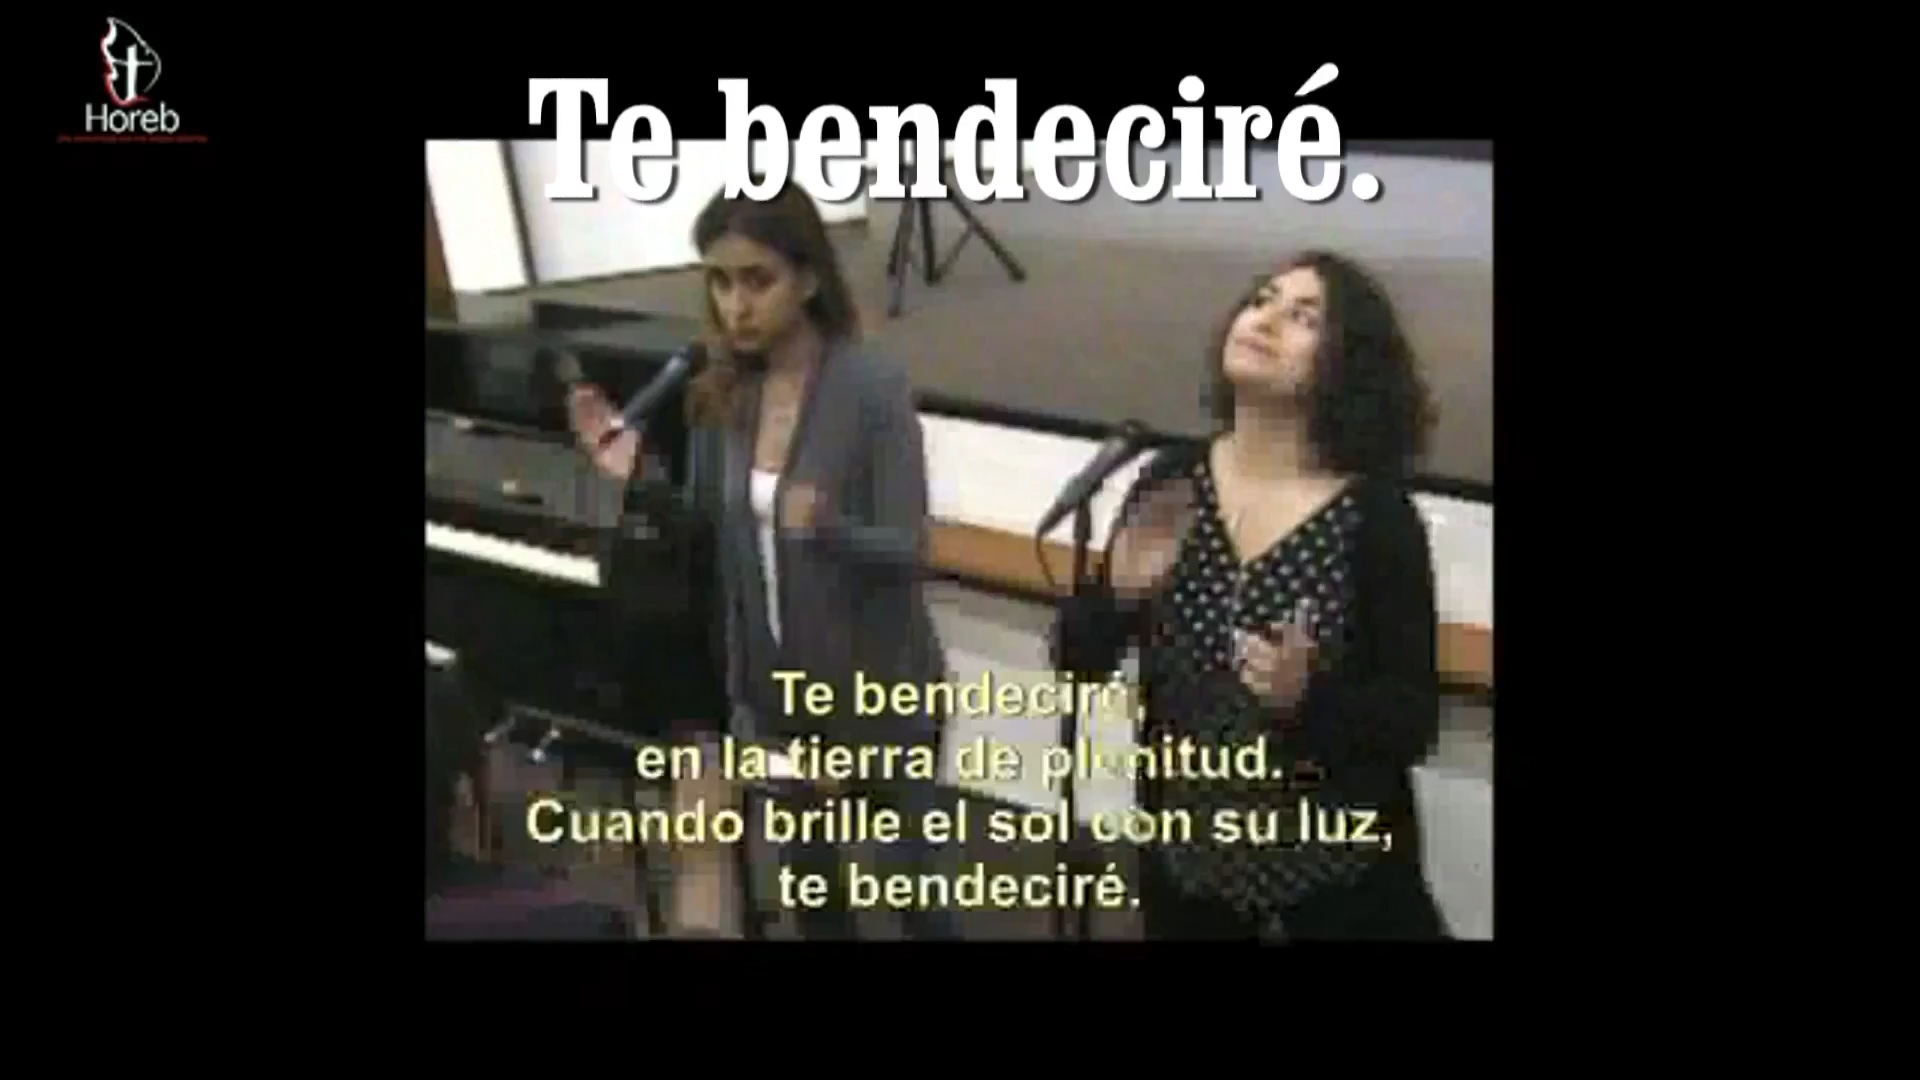 Horeb
Te bendeciré.
Te bendeciré,
en la tierra de plenitud.
Cuando brille el sol con su luz,
te bendeciré.